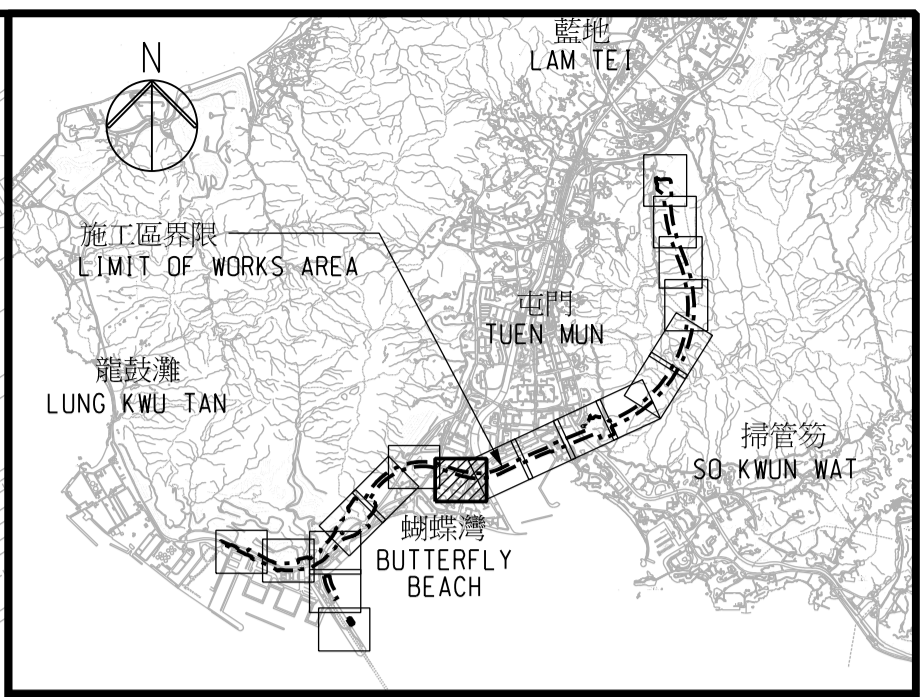 藍地
LAM TEI
N
施工區界限
LIMIT OF WORKS AREA
屯門
TUEN MUN
龍鼓灘
LUNG KWU TAN
掃管笏
SO KWUN WAT
蝴蝶灣
BUTTERFLY
BEACH